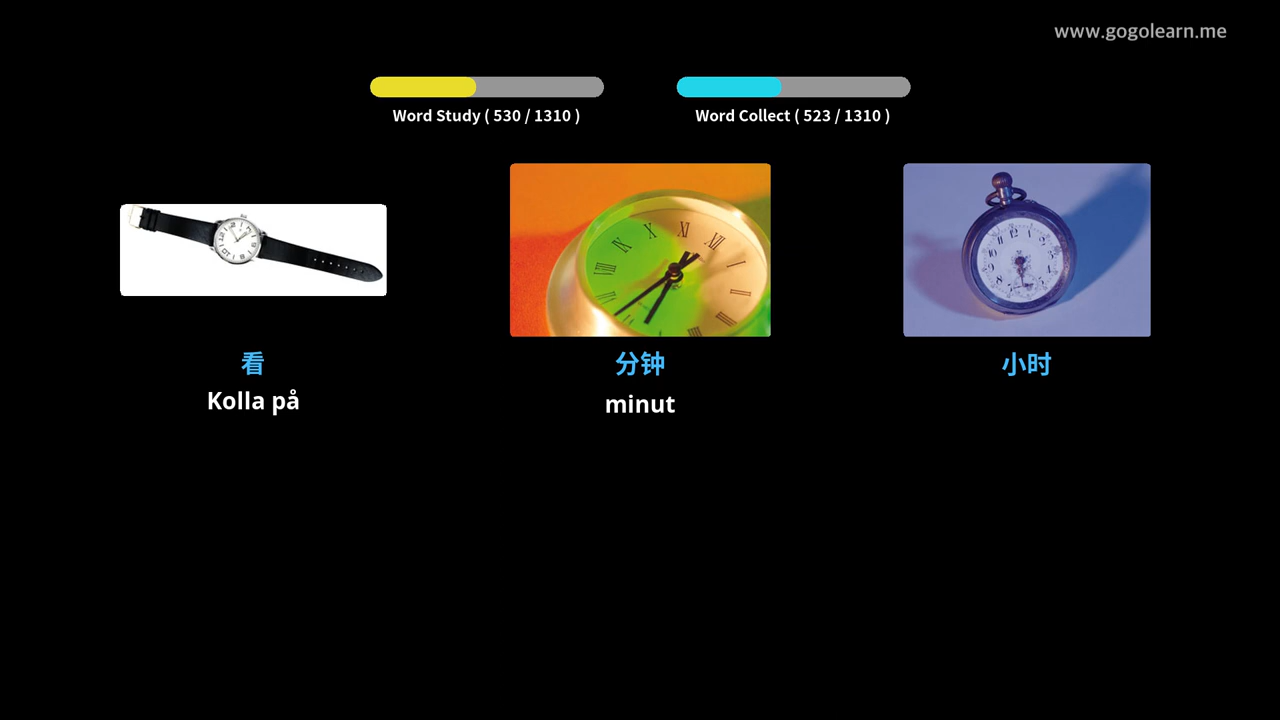 www.gogolearn.me
Word Study ( 530 / 1310 )
Word Collect ( 523 / 1310 )
看
分钟
小时
Kolla på
minut